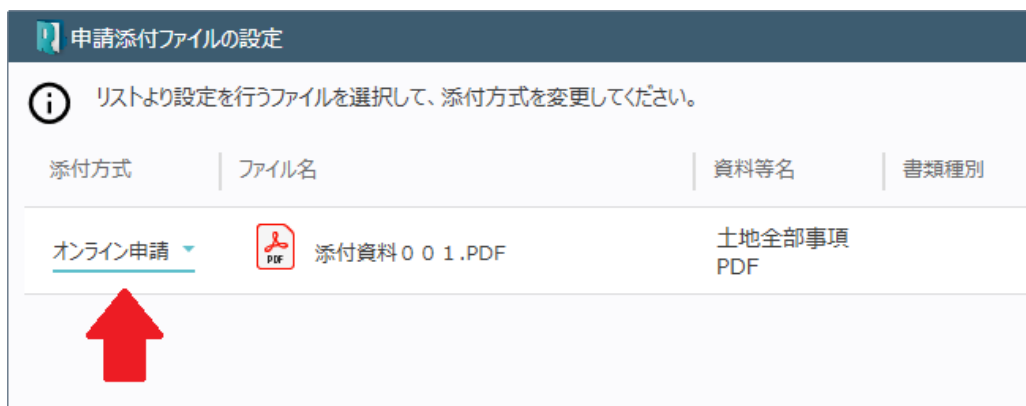 申請添付ファイルの設定
リストより設定を行うファイルを選択して、添付方式を変更してください。
添付方式 ファイル名 資料等名 書類種別
オンライン申請 PDF 添付資料００１.PDF 土地全部事項
PDF